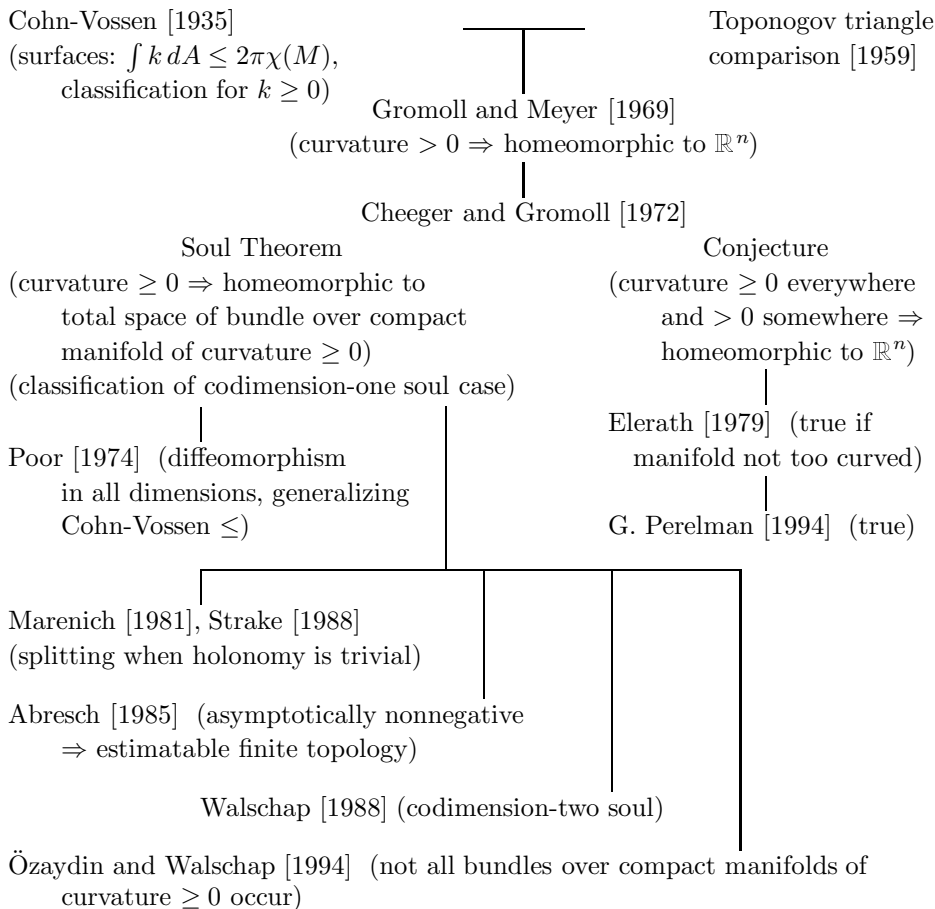 Cohn-Vossen [1935]
(surfaces: ∫ k dA ≤ 2πχ(M),
classification for k ≥ 0)
Toponogov triangle
comparison [1959]
Gromoll and Meyer [1969]
(curvature > 0 ⇒ homeomorphic to ℝⁿ)
Cheeger and Gromoll [1972]
Soul Theorem
(curvature ≥ 0 ⇒ homeomorphic to
total space of bundle over compact
manifold of curvature ≥ 0)
(classification of codimension-one soul case)
Conjecture
(curvature ≥ 0 everywhere
and > 0 somewhere ⇒
homeomorphic to ℝⁿ)
Poor [1974] (diffeomorphism
in all dimensions, generalizing
Cohn-Vossen ≤)
Elerath [1979] (true if
manifold not too curved)
G. Perelman [1994] (true)
Marenich [1981], Strake [1988]
(splitting when holonomy is trivial)
Abresch [1985] (asymptotically nonnegative
⇒ estimatable finite topology)
Walschap [1988] (codimension-two soul)
Özaydin and Walschap [1994] (not all bundles over compact manifolds of
curvature ≥ 0 occur)